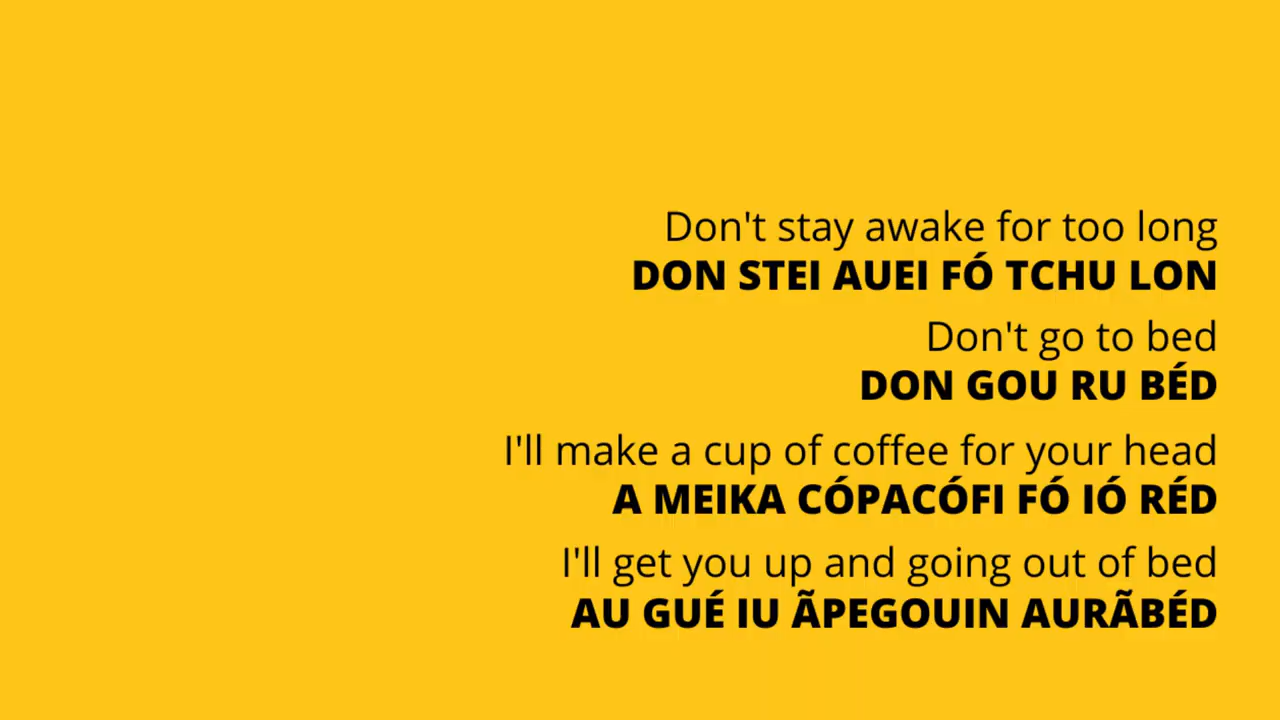 Don't stay awake for too long
DON STEI AUEI FÓ TCHU LON
Don't go to bed
DON GOU RU BÉD
I'll make a cup of coffee for your head
A MEIKA CÓPACÓFI FÓ IÓ RÉD
I'll get you up and going out of bed
AU GUÉ IU ÃPEGOUIN AURÃBÉD